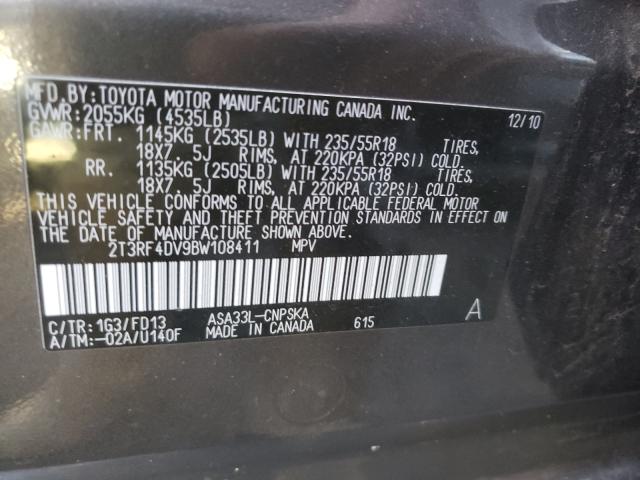 MFD.BY:TOYOTA MOTOR MANUFACTURING CANADA INC.
GVWR:2055KG (4535LB) 12/10
GAWR:FRT. 1145KG (2535LB) WITH 235/55R18 TIRES,
18X7. 5J RIMS, AT 220KPA (32PSI) COLD.
RR. 1135KG (2505LB) WITH 235/55R18 TIRES,
18X7. 5J RIMS, AT 220KPA (32PSI) COLD.
THIS VEHICLE CONFORMS TO ALL APPLICABLE FEDERAL MOTOR
VEHICLE SAFETY AND THEFT PREVENTION STANDARDS IN EFFECT ON
THE DATE OF MANUFACTURE SHOWN ABOVE.
2T3RF4DV9BW108411 MPV
C/TR:1G3/FD13 ASA33L-CNPSKA
A/TM:-02A/U140F MADE IN CANADA 615
A